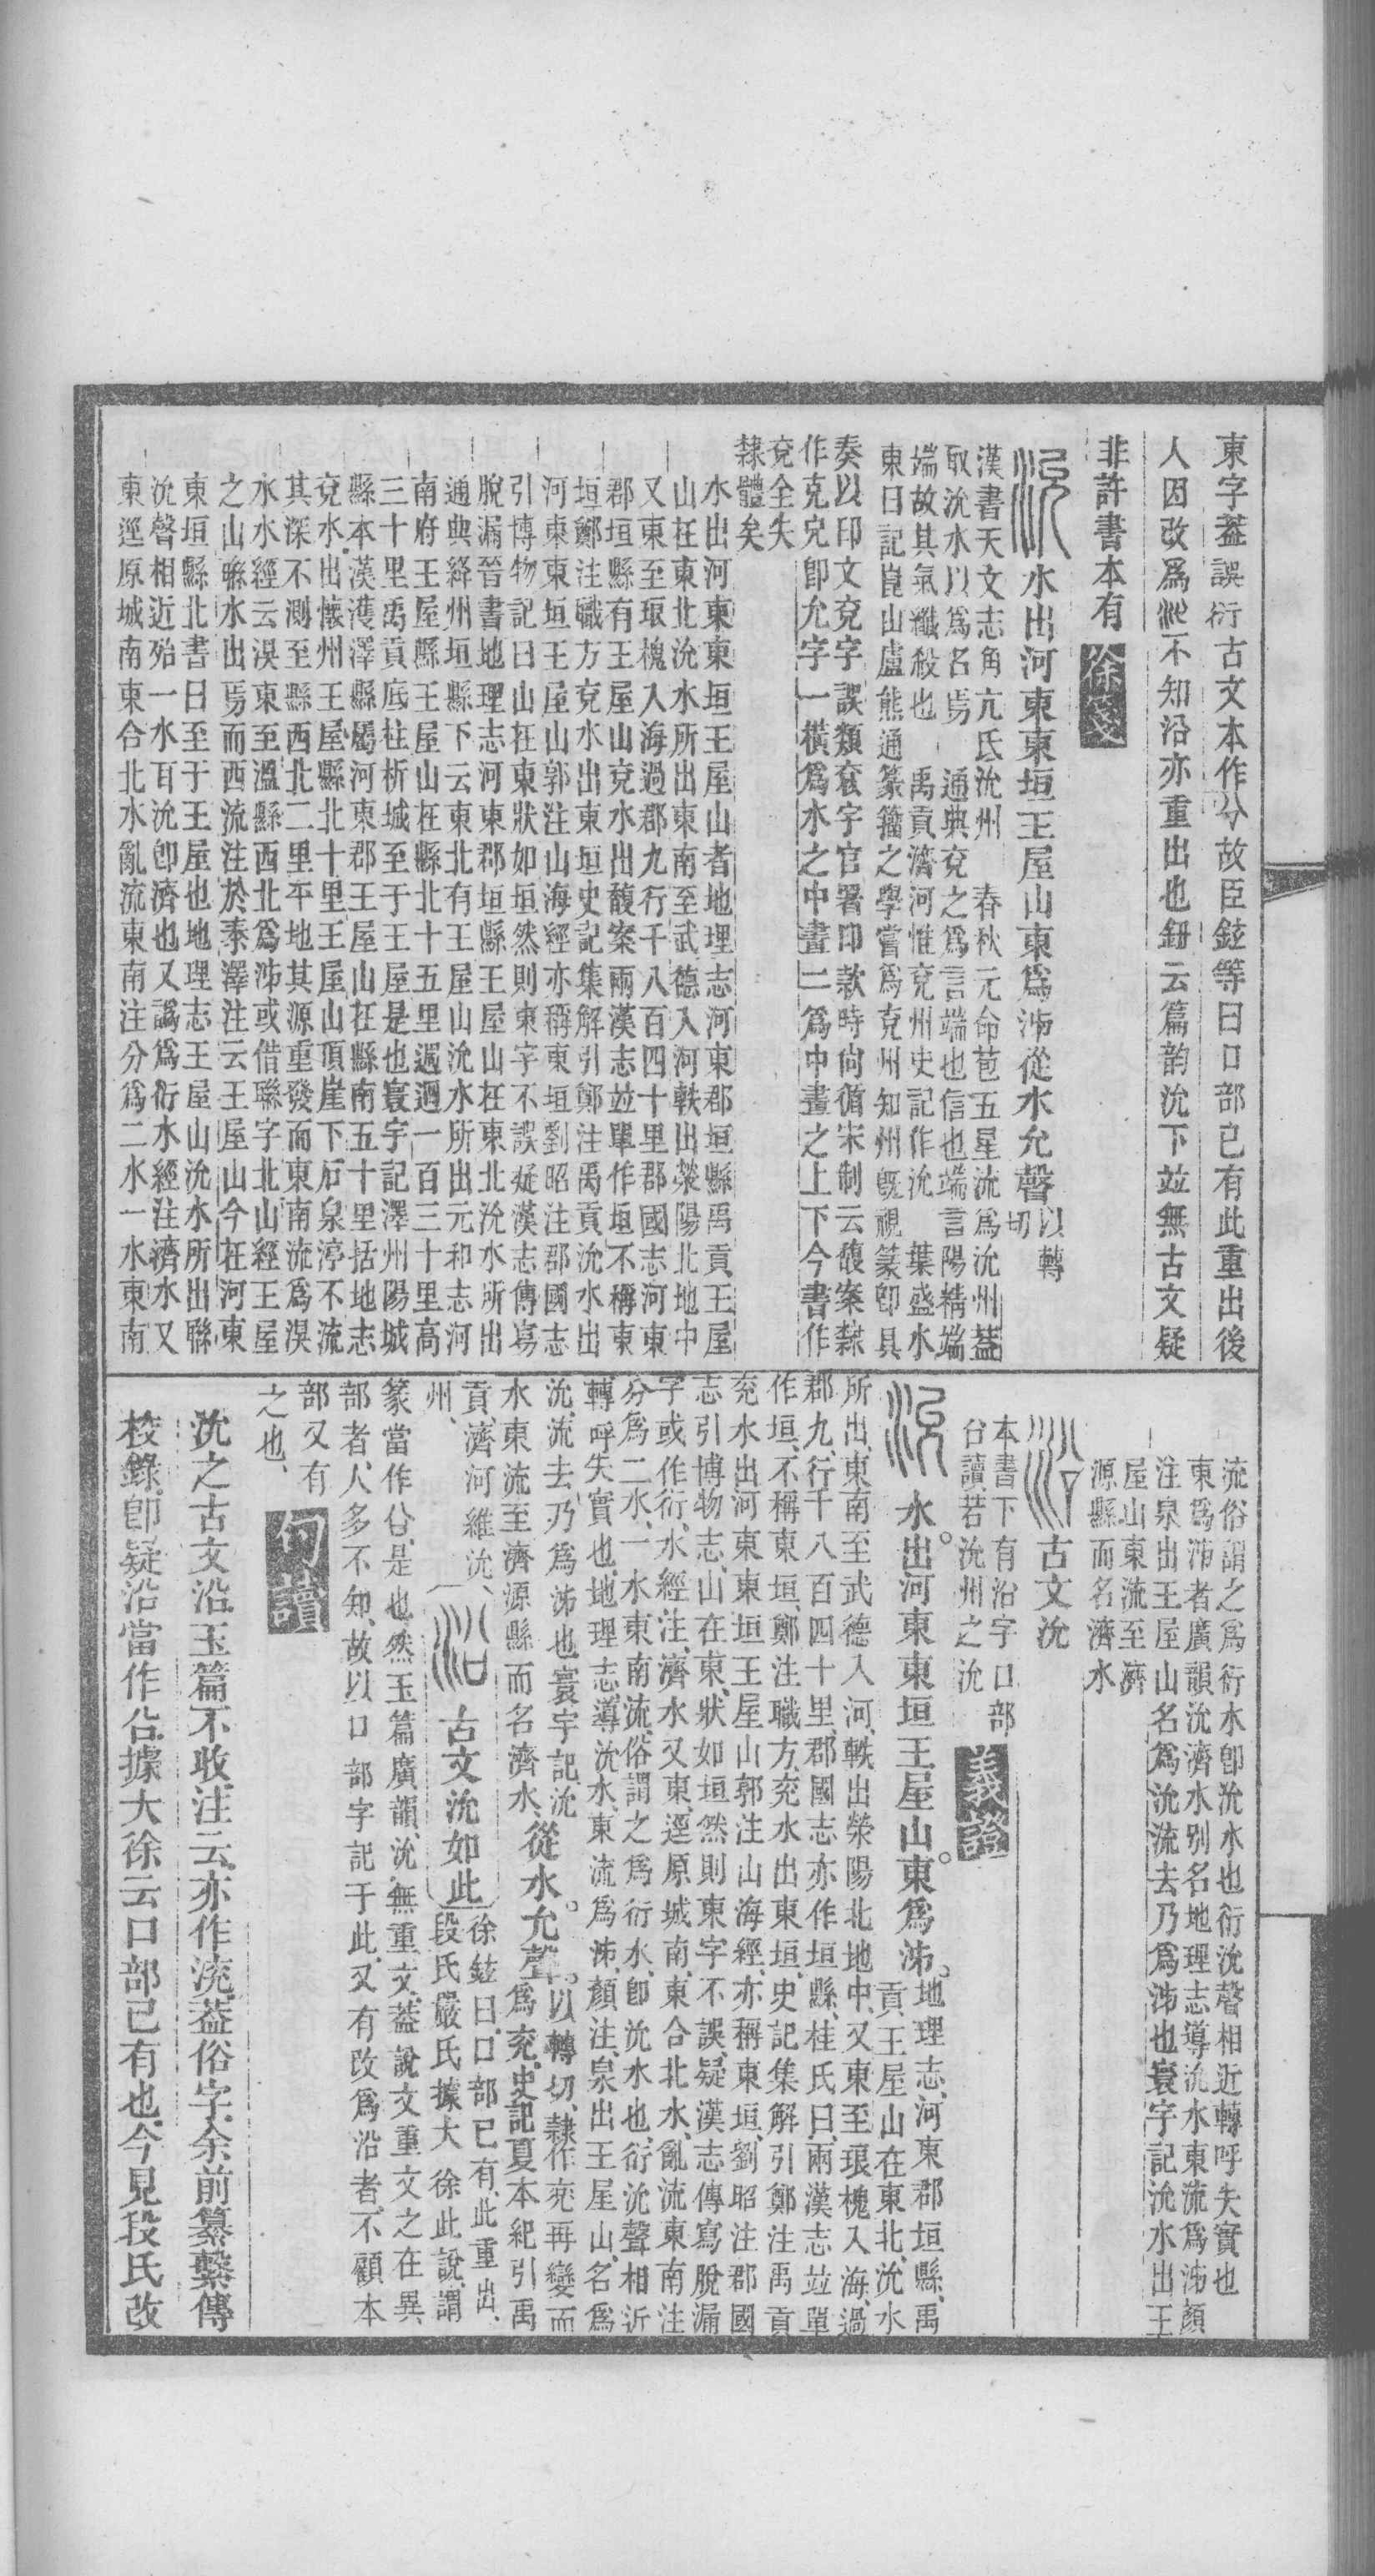 東字葢誤衍古文本作㕣故臣鉉等曰口部已有此重出後
人因改爲沿不知沿亦重出也鈕云篇韵沇下竝無古文疑
非許書本有 徐箋
水出河東東垣王屋山東爲泲從水允聲 以轉切
漢書天文志角亢氐沇州 春秋元命苞五星流爲沇州葢
取沇水以爲名焉 通典兗之爲言端也信也端言陽精端
端故其氣纖殺也 禹貢濟河惟兗州史記作沇 葉盛水
東日記崑山盧熊通篆籒之學嘗爲兗州知州旣視篆卽具
奏以印文兗字誤類袞字官署印款時尙循宋制云馥案隸
作兗皃卽允字一橫爲水之中畫二爲中畫之上下今書作
兖全失
隸體矣
水出河東東垣王屋山者地理志河東郡垣縣禹貢王屋
山在東北沇水所出東南至武德入河軼出滎陽北地中
又東至琅槐入海過郡九行千八百四十里郡國志河東
郡垣縣有王屋山兗水出馥案兩漢志竝單作垣不稱東
垣鄭注職方兗水出東垣史記集解引鄭注禹貢沇水出
河東東垣王屋山郭注山海經亦稱東垣劉昭注郡國志
引博物記曰山在東狀如垣然則東字不誤疑漢志傳寫
脫漏晉書地理志河東郡垣縣王屋山在東北沇水所出
通典絳州垣縣下云東北有王屋山沇水所出元和志河
南府王屋縣王屋山在縣北十五里週迴一百三十里高
三十里禹貢底柱析城至于王屋是也寰宇記澤州陽城
縣本漢濩澤縣屬河東郡王屋山在縣南五十里括地志
兗水出懷州王屋縣北十里王屋山頂崖下石泉渟不流
其深不測至縣西北二里平地其源重發而東南流爲汜
水水經云汜東至溫縣西北爲泲或借聯字北山經王屋
之山聯水出焉而西流注於泰澤注云王屋山今在河東
東垣縣北書曰至于王屋也地理志王屋山沇水所出聯
沇聲相近殆一水耳沇卽濟也又譌爲衍水經注濟水又
東逕原城南東合北水亂流東南注分爲二水一水東南
流俗謂之爲衍水卽沇水也衍沇聲相近轉呼失實也
東爲泲者廣韻沇濟水別名地理志導沇水東流爲泲顏
注泉出王屋山名爲沇流去乃爲泲也寰宇記沇水出王
屋山東流至濟
源縣而名濟水
古文沇
本書下有沿字口部
㕣讀若沇州之沇 義證
水出河東東垣王屋山東爲泲 地理志河東郡垣縣禹
貢王屋山在東北沇水
所出東南至武德入河軼出滎陽北地中又東至琅槐入海過
郡九行千八百四十里郡國志亦作垣縣桂氏曰兩漢志竝單
作垣不稱東垣鄭注職方兗水出東垣史記集解引鄭注禹貢
兗水出河東東垣王屋山郭注山海經亦稱東垣劉昭注郡國
志引博物志山在東狀如垣然則東字不誤疑漢志傳寫脫漏
字或作衍水經注濟水又東逕原城南東合北水亂流東南注
分爲二水一水東南流俗謂之爲衍水卽沇水也衍沇聲相近
轉呼失實也地理志導沇水東流爲泲顏注泉出王屋山名爲
沇流去乃爲泲也寰宇記沇
水東流至濟源縣而名濟水 從水允聲 以轉切隸作兖再變而
爲兗史記夏本紀引禹
貢濟河維沇
州 古文沇如此 徐鉉曰口部已有此重出
段氏嚴氏據大徐此說謂
篆當作㕣是也然玉篇廣韻沇無重文葢說文重文之在異
部者人多不知故以口部字記于此又有改爲沿者不顧本
部又有
之也 句讀
沇之古文沿玉篇不收注云亦作流葢俗字余前纂繫傳
校錄卽疑沿當作㕣據大徐云口部已有也今見段氏改